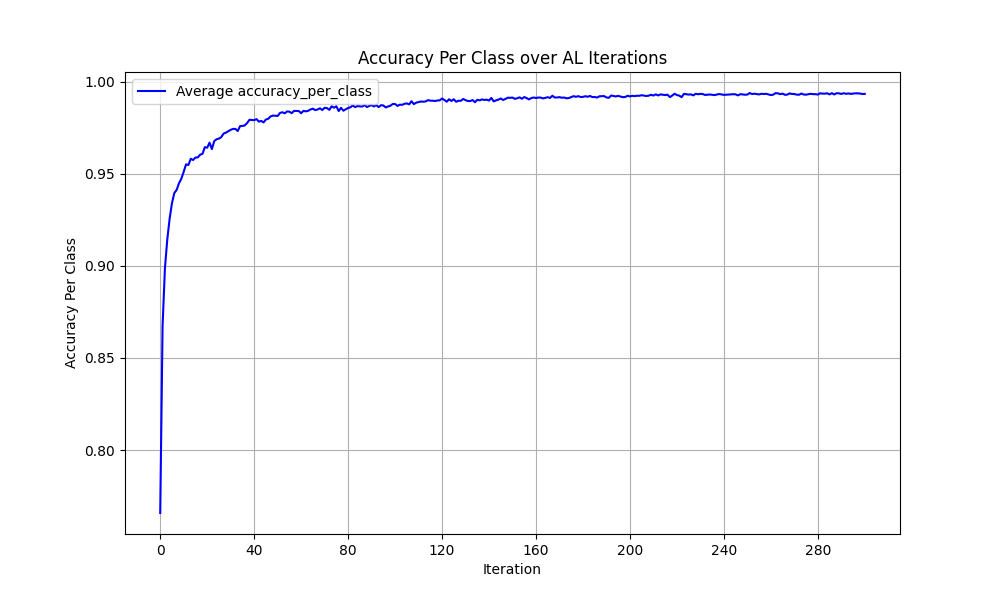 Accuracy Per Class over AL Iterations
Average accuracy_per_class
Accuracy Per Class
1.00
0.95
0.90
0.85
0.80
0 40 80 120 160 200 240 280
Iteration